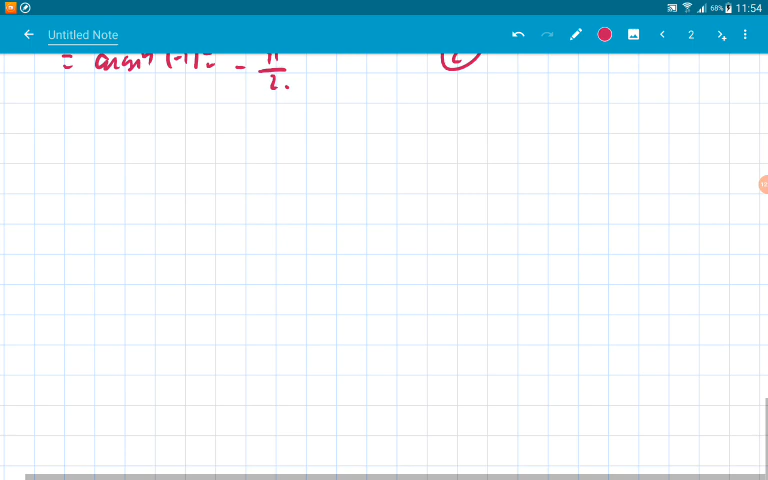 68% 11:54
Untitled Note
2
= arcsin (-1) = - π/2.